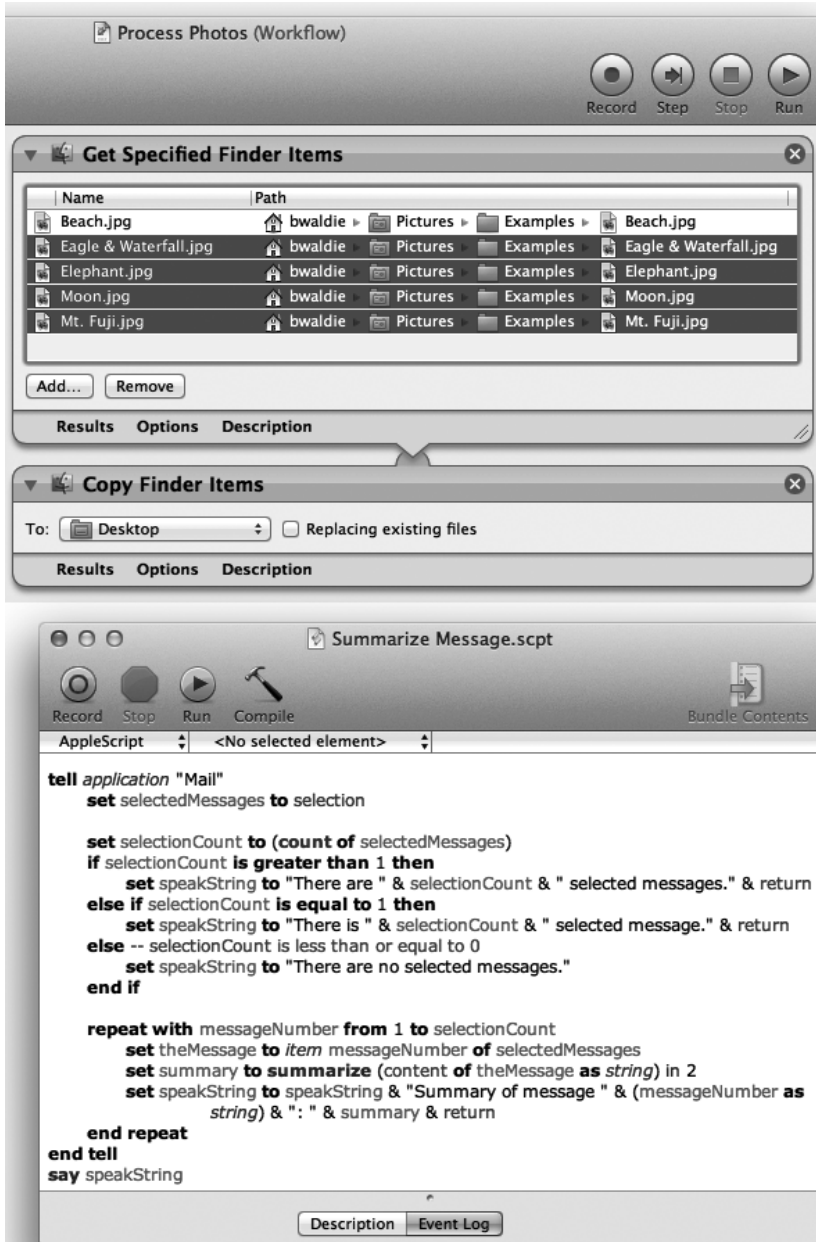 Process Photos (Workflow)
Record Step Stop Run
Get Specified Finder Items
Name Path
Beach.jpg bwaldie Pictures Examples Beach.jpg
Eagle & Waterfall.jpg bwaldie Pictures Examples Eagle & Waterfall.jpg
Elephant.jpg bwaldie Pictures Examples Elephant.jpg
Moon.jpg bwaldie Pictures Examples Moon.jpg
Mt. Fuji.jpg bwaldie Pictures Examples Mt. Fuji.jpg
Add... Remove
Results Options Description
Copy Finder Items
To: Desktop Replacing existing files
Results Options Description
Summarize Message.scpt
Record Stop Run Compile Bundle Contents
AppleScript <No selected element>
tell application "Mail"
set selectedMessages to selection
set selectionCount to (count of selectedMessages)
if selectionCount is greater than 1 then
set speakString to "There are " & selectionCount & " selected messages." & return
else if selectionCount is equal to 1 then
set speakString to "There is " & selectionCount & " selected message." & return
else -- selectionCount is less than or equal to 0
set speakString to "There are no selected messages."
end if
repeat with messageNumber from 1 to selectionCount
set theMessage to item messageNumber of selectedMessages
set summary to summarize (content of theMessage as string) in 2
set speakString to speakString & "Summary of message " & (messageNumber as
string) & ": " & summary & return
end repeat
end tell
say speakString
Description Event Log